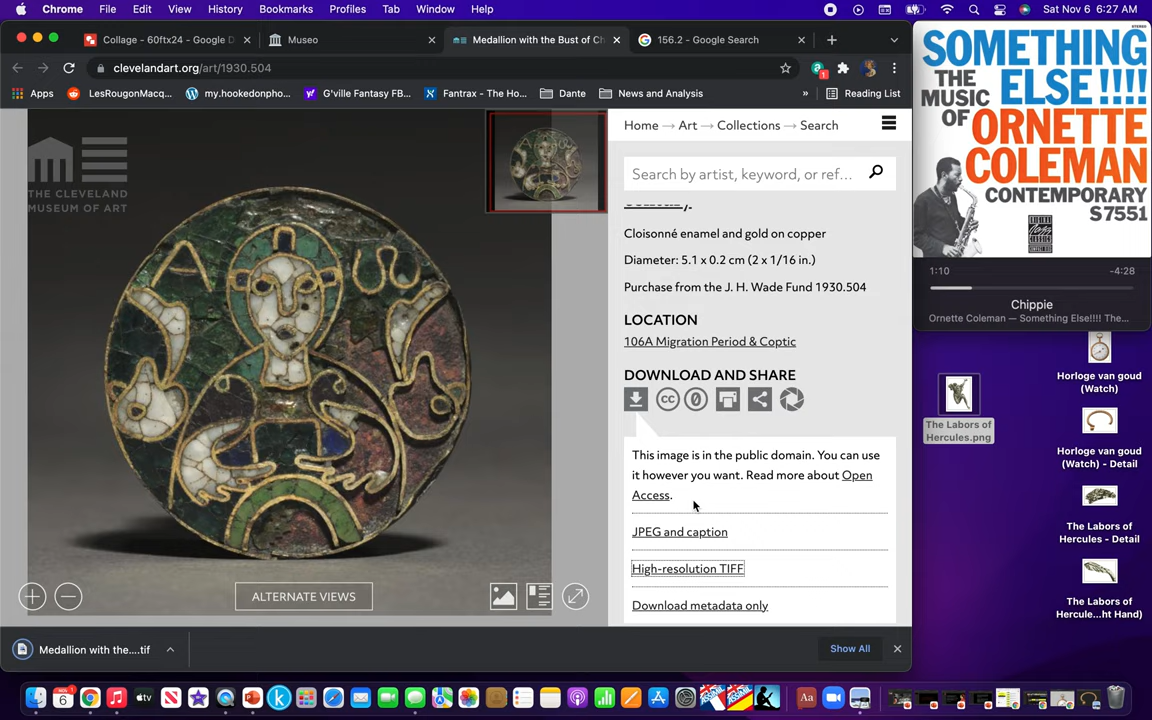 Chrome File Edit View History Bookmarks Profiles Tab Window Help
Sat Nov 6 6:27 AM
Collage - 60ftx24 - Google D
Museo
Medallion with the Bust of Ch
156.2 - Google Search
clevelandart.org/art/1930.504
Apps
LesRougonMacq...
my.hookedonpho...
G'ville Fantasy FB...
Fantrax - The Ho...
Dante
News and Analysis
»
Reading List
THE CLEVELAND
MUSEUM OF ART
ALTERNATE VIEWS
Home → Art → Collections → Search
Search by artist, keyword, or ref...
Cloisonné enamel and gold on copper
Diameter: 5.1 x 0.2 cm (2 x 1/16 in.)
Purchase from the J. H. Wade Fund 1930.504
LOCATION
106A Migration Period & Coptic
DOWNLOAD AND SHARE
This image is in the public domain. You can use
it however you want. Read more about Open
Access.
JPEG and caption
High-resolution TIFF
Download metadata only
Medallion with the....tif
Show All
STEREO
SOMETHING
ELSE!!!!
THE
MUSIC
OF
ORNETTE
COLEMAN
CONTEMPORARY
S7551
1:10
-4:28
Chippie
Ornette Coleman — Something Else!!!! The...
Horloge van goud
(Watch)
The Labors of
Hercules.png
Horloge van goud
(Watch) - Detail
The Labors of
Hercules - Detail
The Labors of
Hercule...ht Hand)